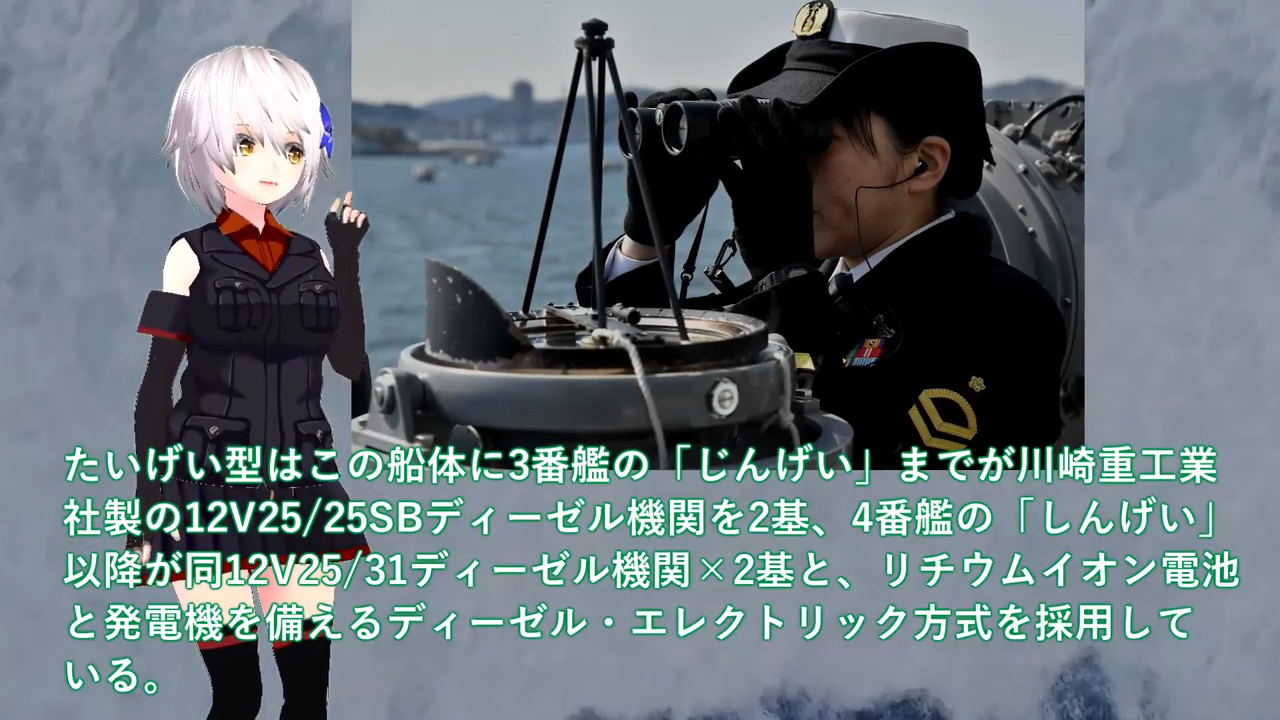 たいげい型はこの船体に3番艦の「じんげい」までが川崎重工業
社製の12V25/25SBディーゼル機関を2基、4番艦の「しんげい」
以降が同12V25/31ディーゼル機関×2基と、リチウムイオン電池
と発電機を備えるディーゼル・エレクトリック方式を採用して
いる。